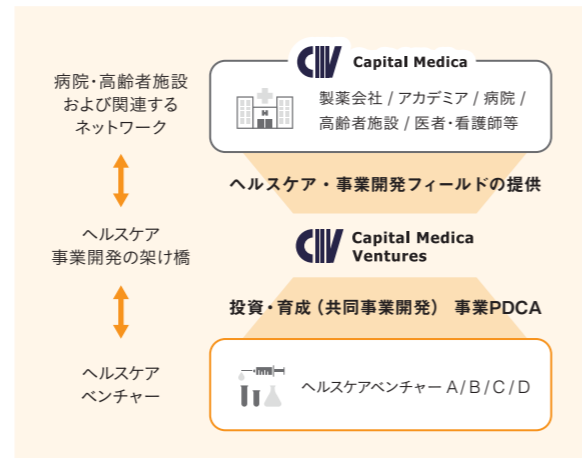 病院・高齢者施設
および関連する
ネットワーク
ヘルスケア
事業開発の架け橋
ヘルスケア
ベンチャー
CMV Capital Medica
製薬会社 / アカデミア / 病院 /
高齢者施設 / 医者・看護師等
H
ヘルスケア・事業開発フィールドの提供
CMV Capital Medica
Ventures
投資・育成（共同事業開発） 事業PDCA
ヘルスケアベンチャー A / B / C / D